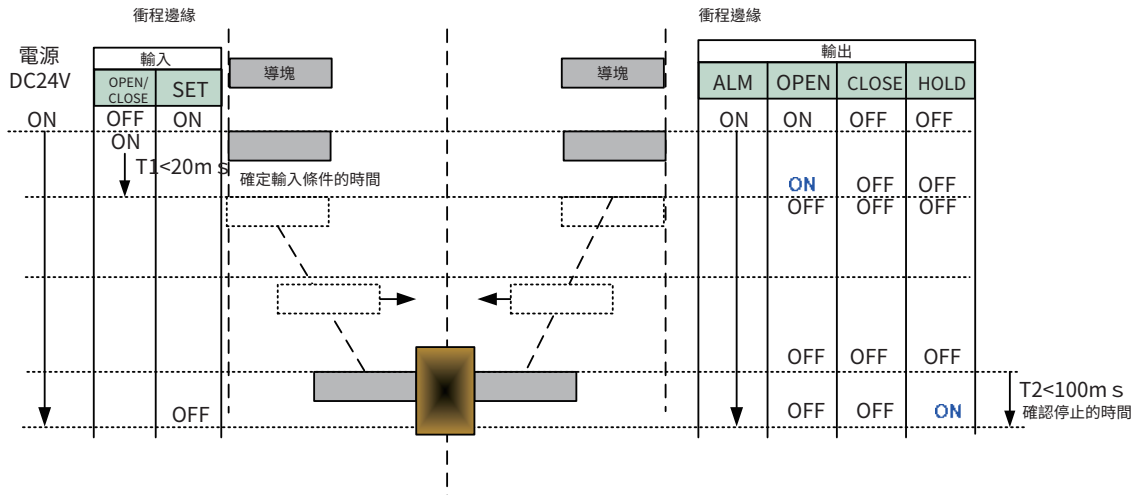 衝程邊緣
衝程邊緣
電源
DC24V
輸入
OPEN/
CLOSE
SET
導塊
導塊
輸出
ALM
OPEN
CLOSE
HOLD
ON
OFF
ON
ON
ON
OFF
OFF
ON
T1<20mｓ
確定輸入條件的時間
ON
OFF
OFF
OFF
OFF
OFF
OFF
OFF
OFF
T2<100mｓ
確認停止的時間
OFF
OFF
OFF
ON